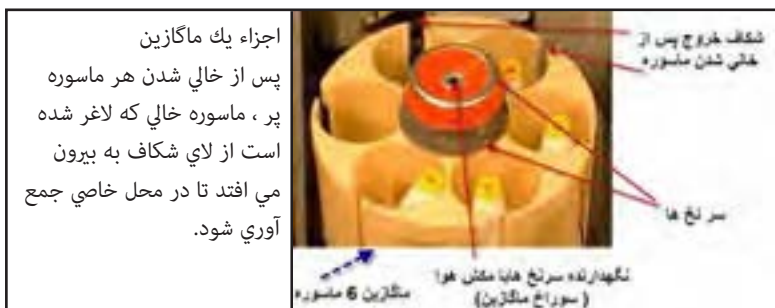 اجزاء يك ماگازين
پس از خالي شدن هر ماسوره
پر ، ماسوره خالي كه لاغر شده
است از لاي شكاف به بيرون
مي افتد تا در محل خاصي جمع
آوري شود.
شكاف خروج پس از
خالي شدن ماسوره
سر نخ ها
نگهدارنده سرنخ هابا مكش هوا
( سوراخ ماگازين)
ماگازين 6 ماسوره